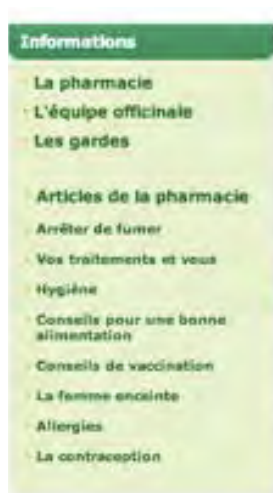 Informations
La pharmacie
L'équipe officinale
Les gardes
Articles de la pharmacie
Arrêter de fumer
Vos traitements et vous
Hygiène
Conseils pour une bonne
alimentation
Conseils de vaccination
La femme enceinte
Allergies
La contraception